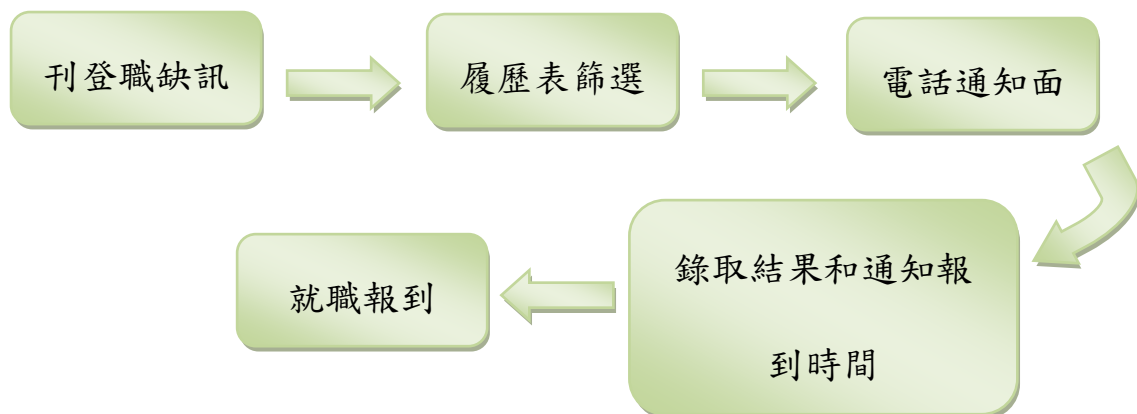 刊登職缺訊
履歷表篩選
電話通知面
錄取結果和通知報
到時間
就職報到